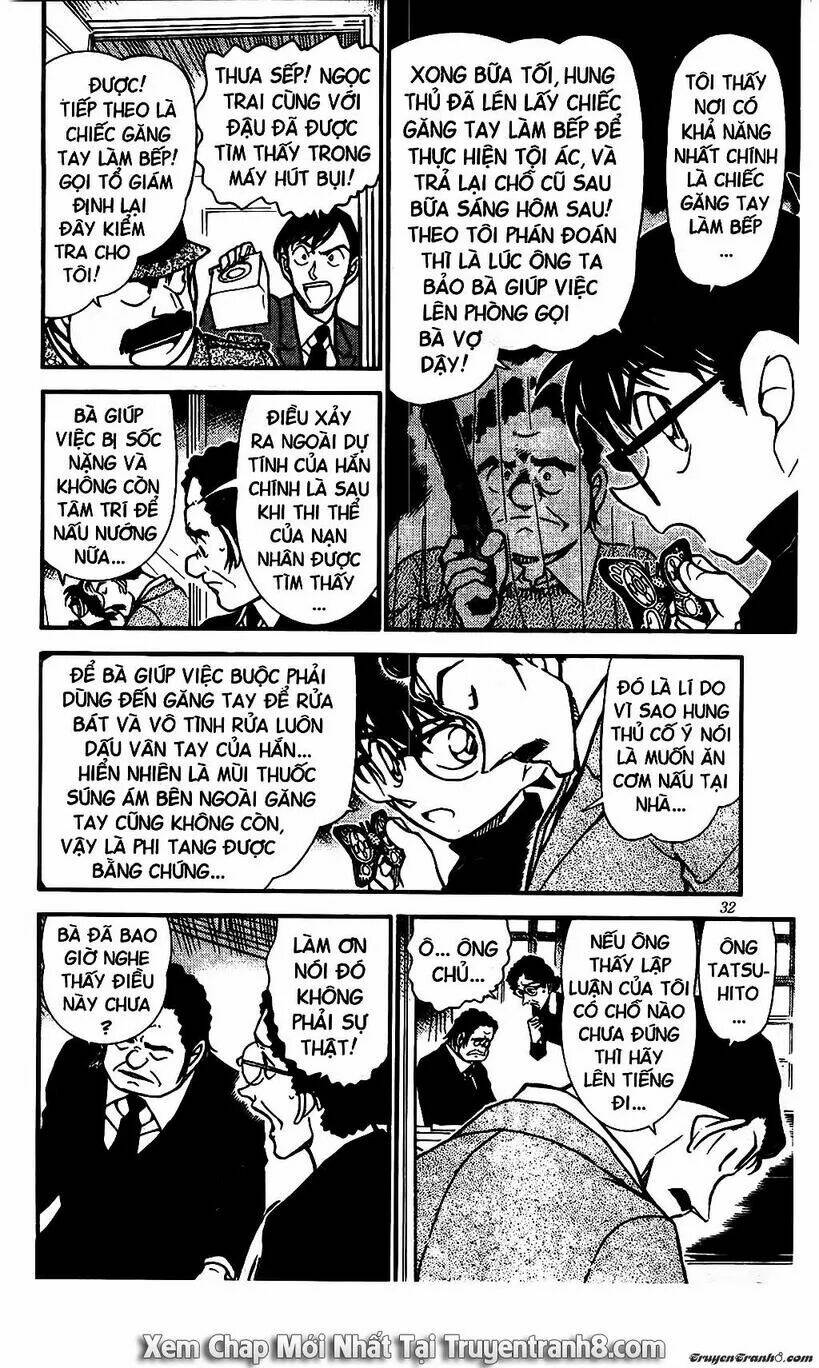 TÔI THẤY
NƠI CÓ
KHẢ NĂNG
NHẤT CHÍNH
LÀ CHIẾC
GĂNG TAY
LÀM BẾP
...
XONG BỮA TỐI, HUNG
THỦ ĐÃ LÉN LẤY CHIẾC
GĂNG TAY LÀM BẾP ĐỂ
THỰC HIỆN TỘI ÁC, VÀ
TRẢ LẠI CHỖ CŨ SAU
BỮA SÁNG HÔM SAU!
THEO TÔI PHÁN ĐOÁN
THÌ LÀ LÚC ÔNG TA
BẢO BÀ GIÚP VIỆC
LÊN PHÒNG GỌI
BÀ VỢ
DẬY!
THƯA SẾP! NGỌC
TRAI CÙNG VỚI
ĐẬU ĐÃ ĐƯỢC
TÌM THẤY TRONG
MÁY HÚT BỤI!
ĐƯỢC!
TIẾP THEO LÀ
CHIẾC GĂNG
TAY LÀM BẾP!
GỌI TỔ GIÁM
ĐỊNH LẠI
ĐÂY KIỂM
TRA CHO
TÔI!
ĐIỀU XẢY
RA NGOÀI DỰ
TÍNH CỦA HẮN
CHÍNH LÀ SAU
KHI THI THỂ
CỦA NẠN
NHÂN ĐƯỢC
TÌM THẤY
...
BÀ GIÚP
VIỆC BỊ SỐC
NẶNG VÀ
KHÔNG CÒN
TÂM TRÍ ĐỂ
NẤU NƯỚNG
NỮA...
ĐÓ LÀ LÍ DO
VÌ SAO HUNG
THỦ CỐ Ý NÓI
LÀ MUỐN ĂN
CƠM NẤU TẠI
NHÀ...
ĐỂ BÀ GIÚP VIỆC BUỘC PHẢI
DÙNG ĐẾN GĂNG TAY ĐỂ RỬA
BÁT VÀ VÔ TÌNH RỬA LUÔN
DẤU VÂN TAY CỦA HẮN...
HIỂN NHIÊN LÀ MÙI THUỐC
SÚNG ÁM BÊN NGOÀI GĂNG
TAY CŨNG KHÔNG CÒN,
VẬY LÀ PHI TANG ĐƯỢC
BẰNG CHỨNG...
32
ÔNG
TATSU-
HITO
...
NẾU ÔNG
THẤY LẬP
LUẬN CỦA TÔI
CÓ CHỖ NÀO
CHƯA ĐÚNG
THÌ HÃY
LÊN TIẾNG
ĐI...
Ô... ÔNG
CHỦ...
LÀM ƠN
NÓI ĐÓ
KHÔNG
PHẢI SỰ
THẬT!
BÀ ĐÃ BAO
GIỜ NGHE
THẤY ĐIỀU
NÀY CHƯA
?
Xem Chap Mới Nhất Tại Truyentranh8.com
TruyenTranh8.com